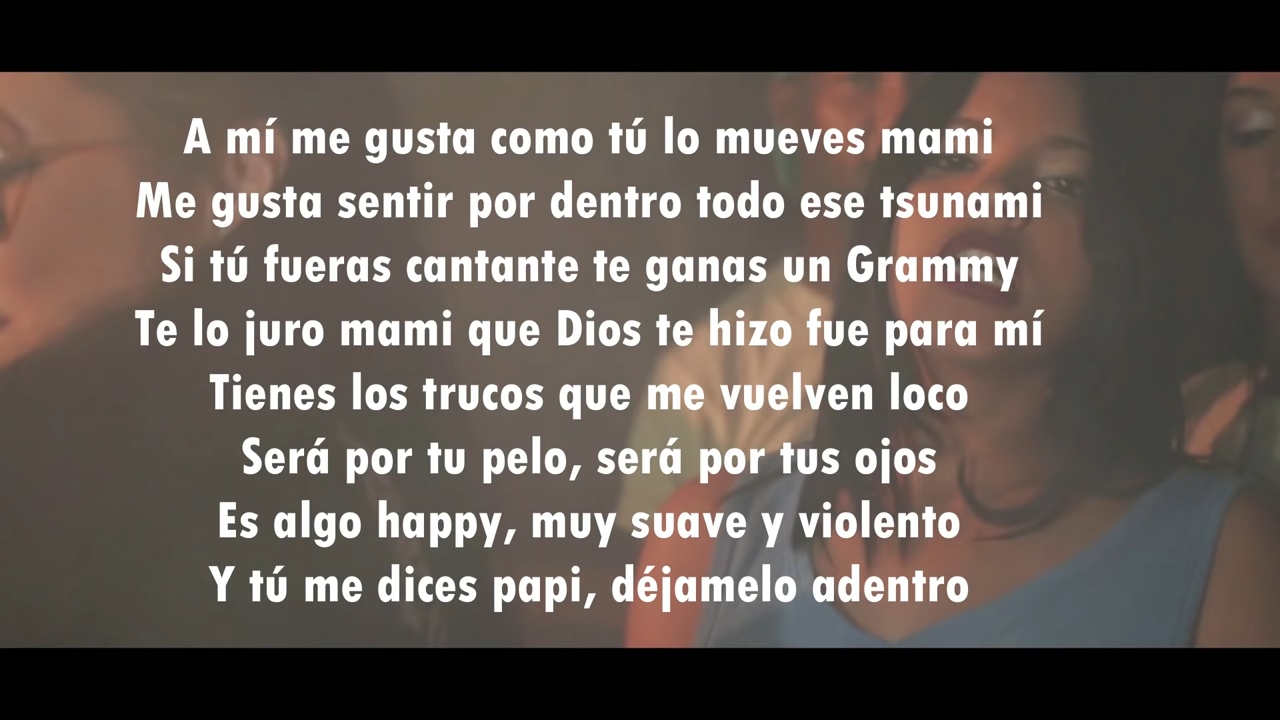 A mí me gusta como tú lo mueves mami
Me gusta sentir por dentro todo ese tsunami
Si tú fueras cantante te ganas un Grammy
Te lo juro mami que Dios te hizo fue para mí
Tienes los trucos que me vuelven loco
Será por tu pelo, será por tus ojos
Es algo happy, muy suave y violento
Y tú me dices papi, déjamelo adentro